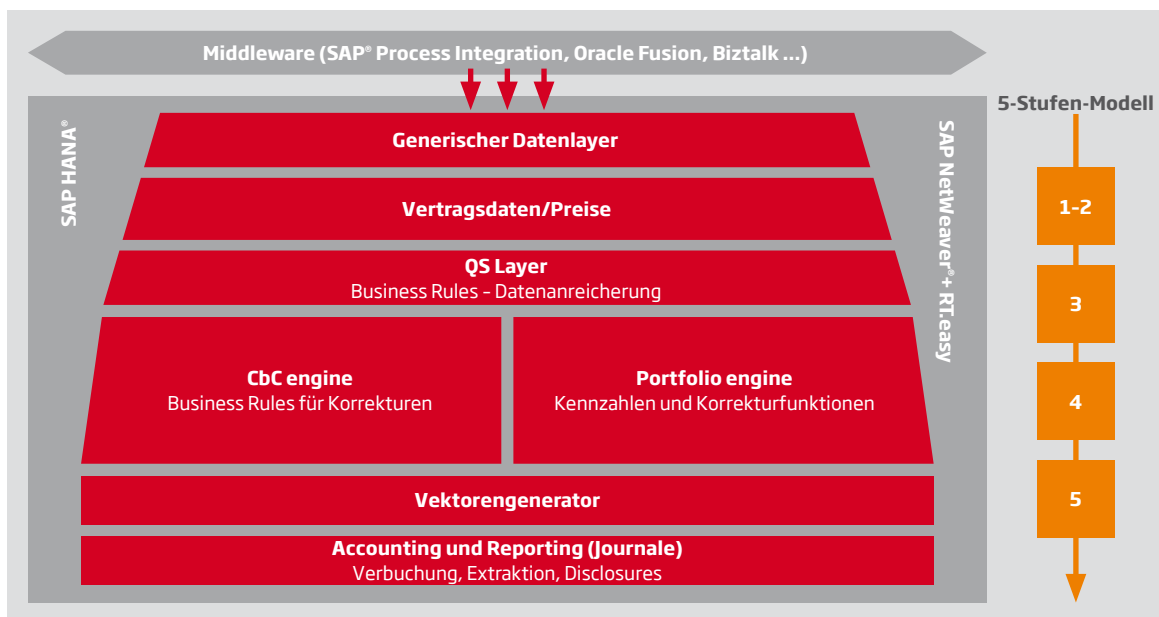 Middleware (SAP® Process Integration, Oracle Fusion, Biztalk ...)
5-Stufen-Modell
SAP HANA®
SAP NetWeaver® + RT.easy
Generischer Datenlayer
Vertragsdaten/Preise
1–2
QS Layer
Business Rules – Datenanreicherung
3
CbC engine
Business Rules für Korrekturen
Portfolio engine
Kennzahlen und Korrekturfunktionen
4
Vektorengenerator
5
Accounting und Reporting (Journale)
Verbuchung, Extraktion, Disclosures